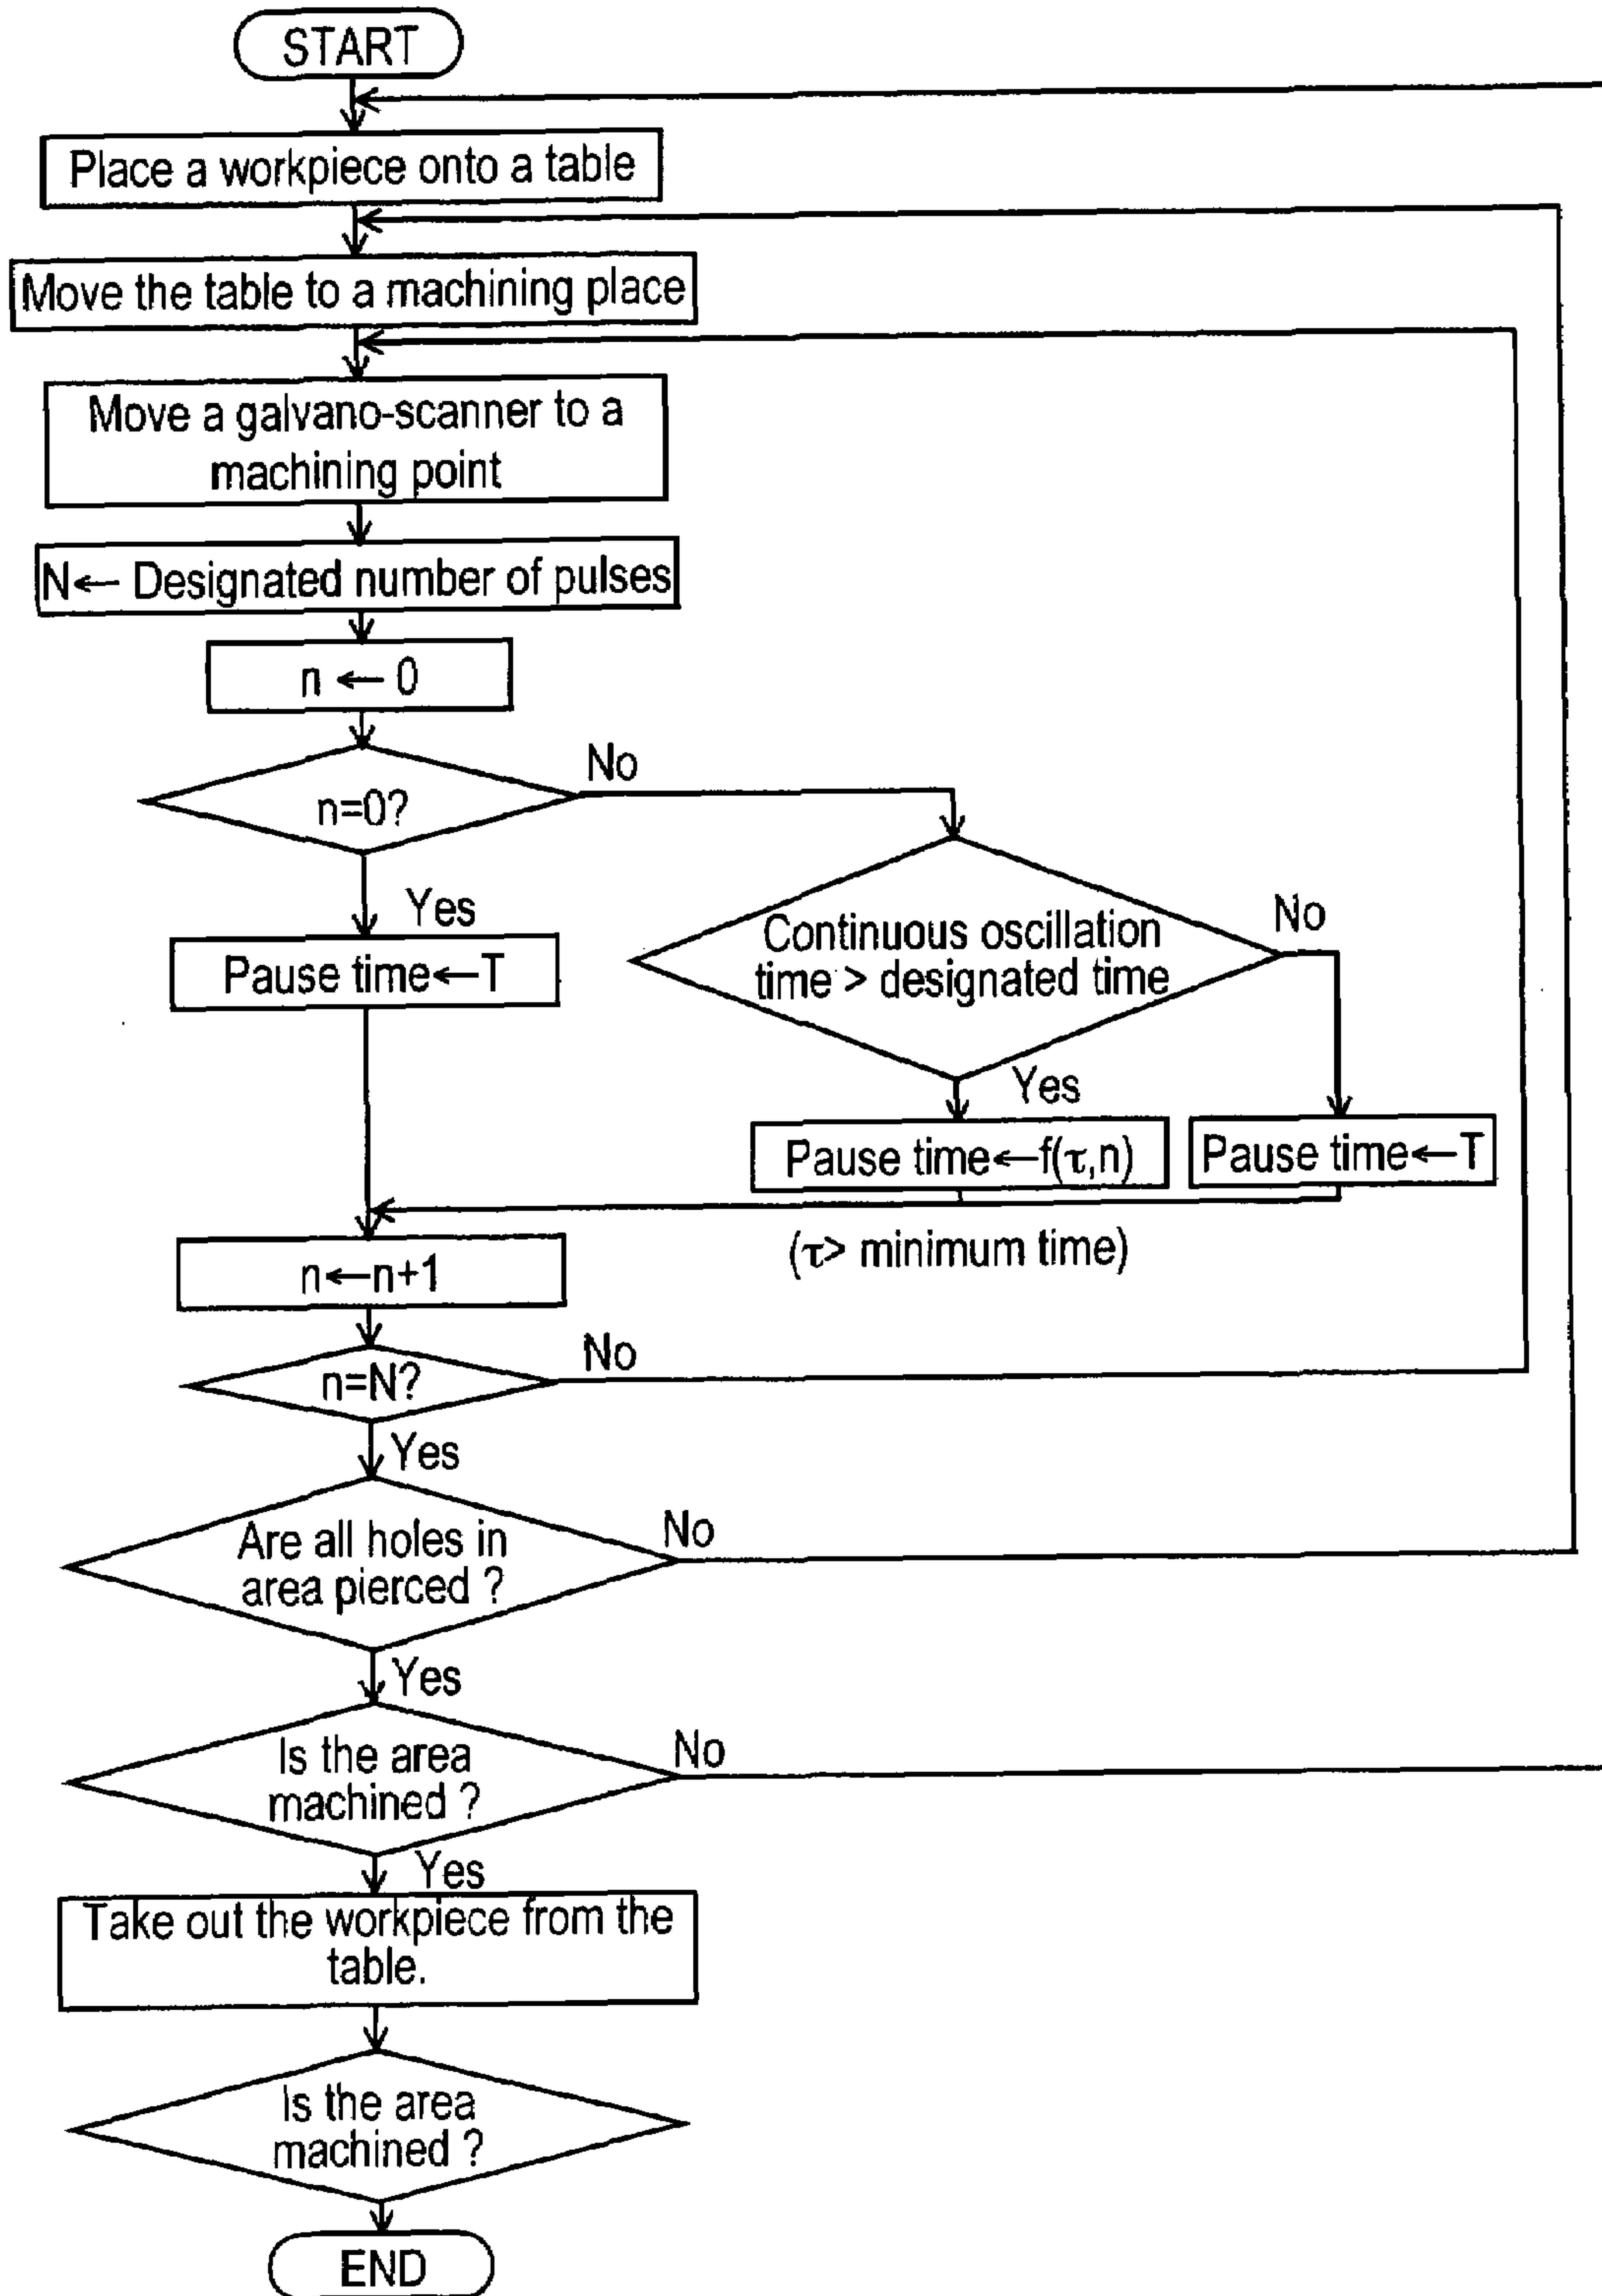 START
Place a workpiece onto a table
Move the table to a machining place
Move a galvano-scanner to a
machining point
N← Designated number of pulses
n ← 0
n=0?
No
Yes
Pause time←T
Continuous oscillation
time > designated time
No
Yes
Pause time←f(τ,n)
Pause time←T
(τ> minimum time)
n←n+1
n=N?
No
Yes
Are all holes in
area pierced ?
No
Yes
Is the area
machined ?
No
Yes
Take out the workpiece from the
table.
Is the area
machined ?
END